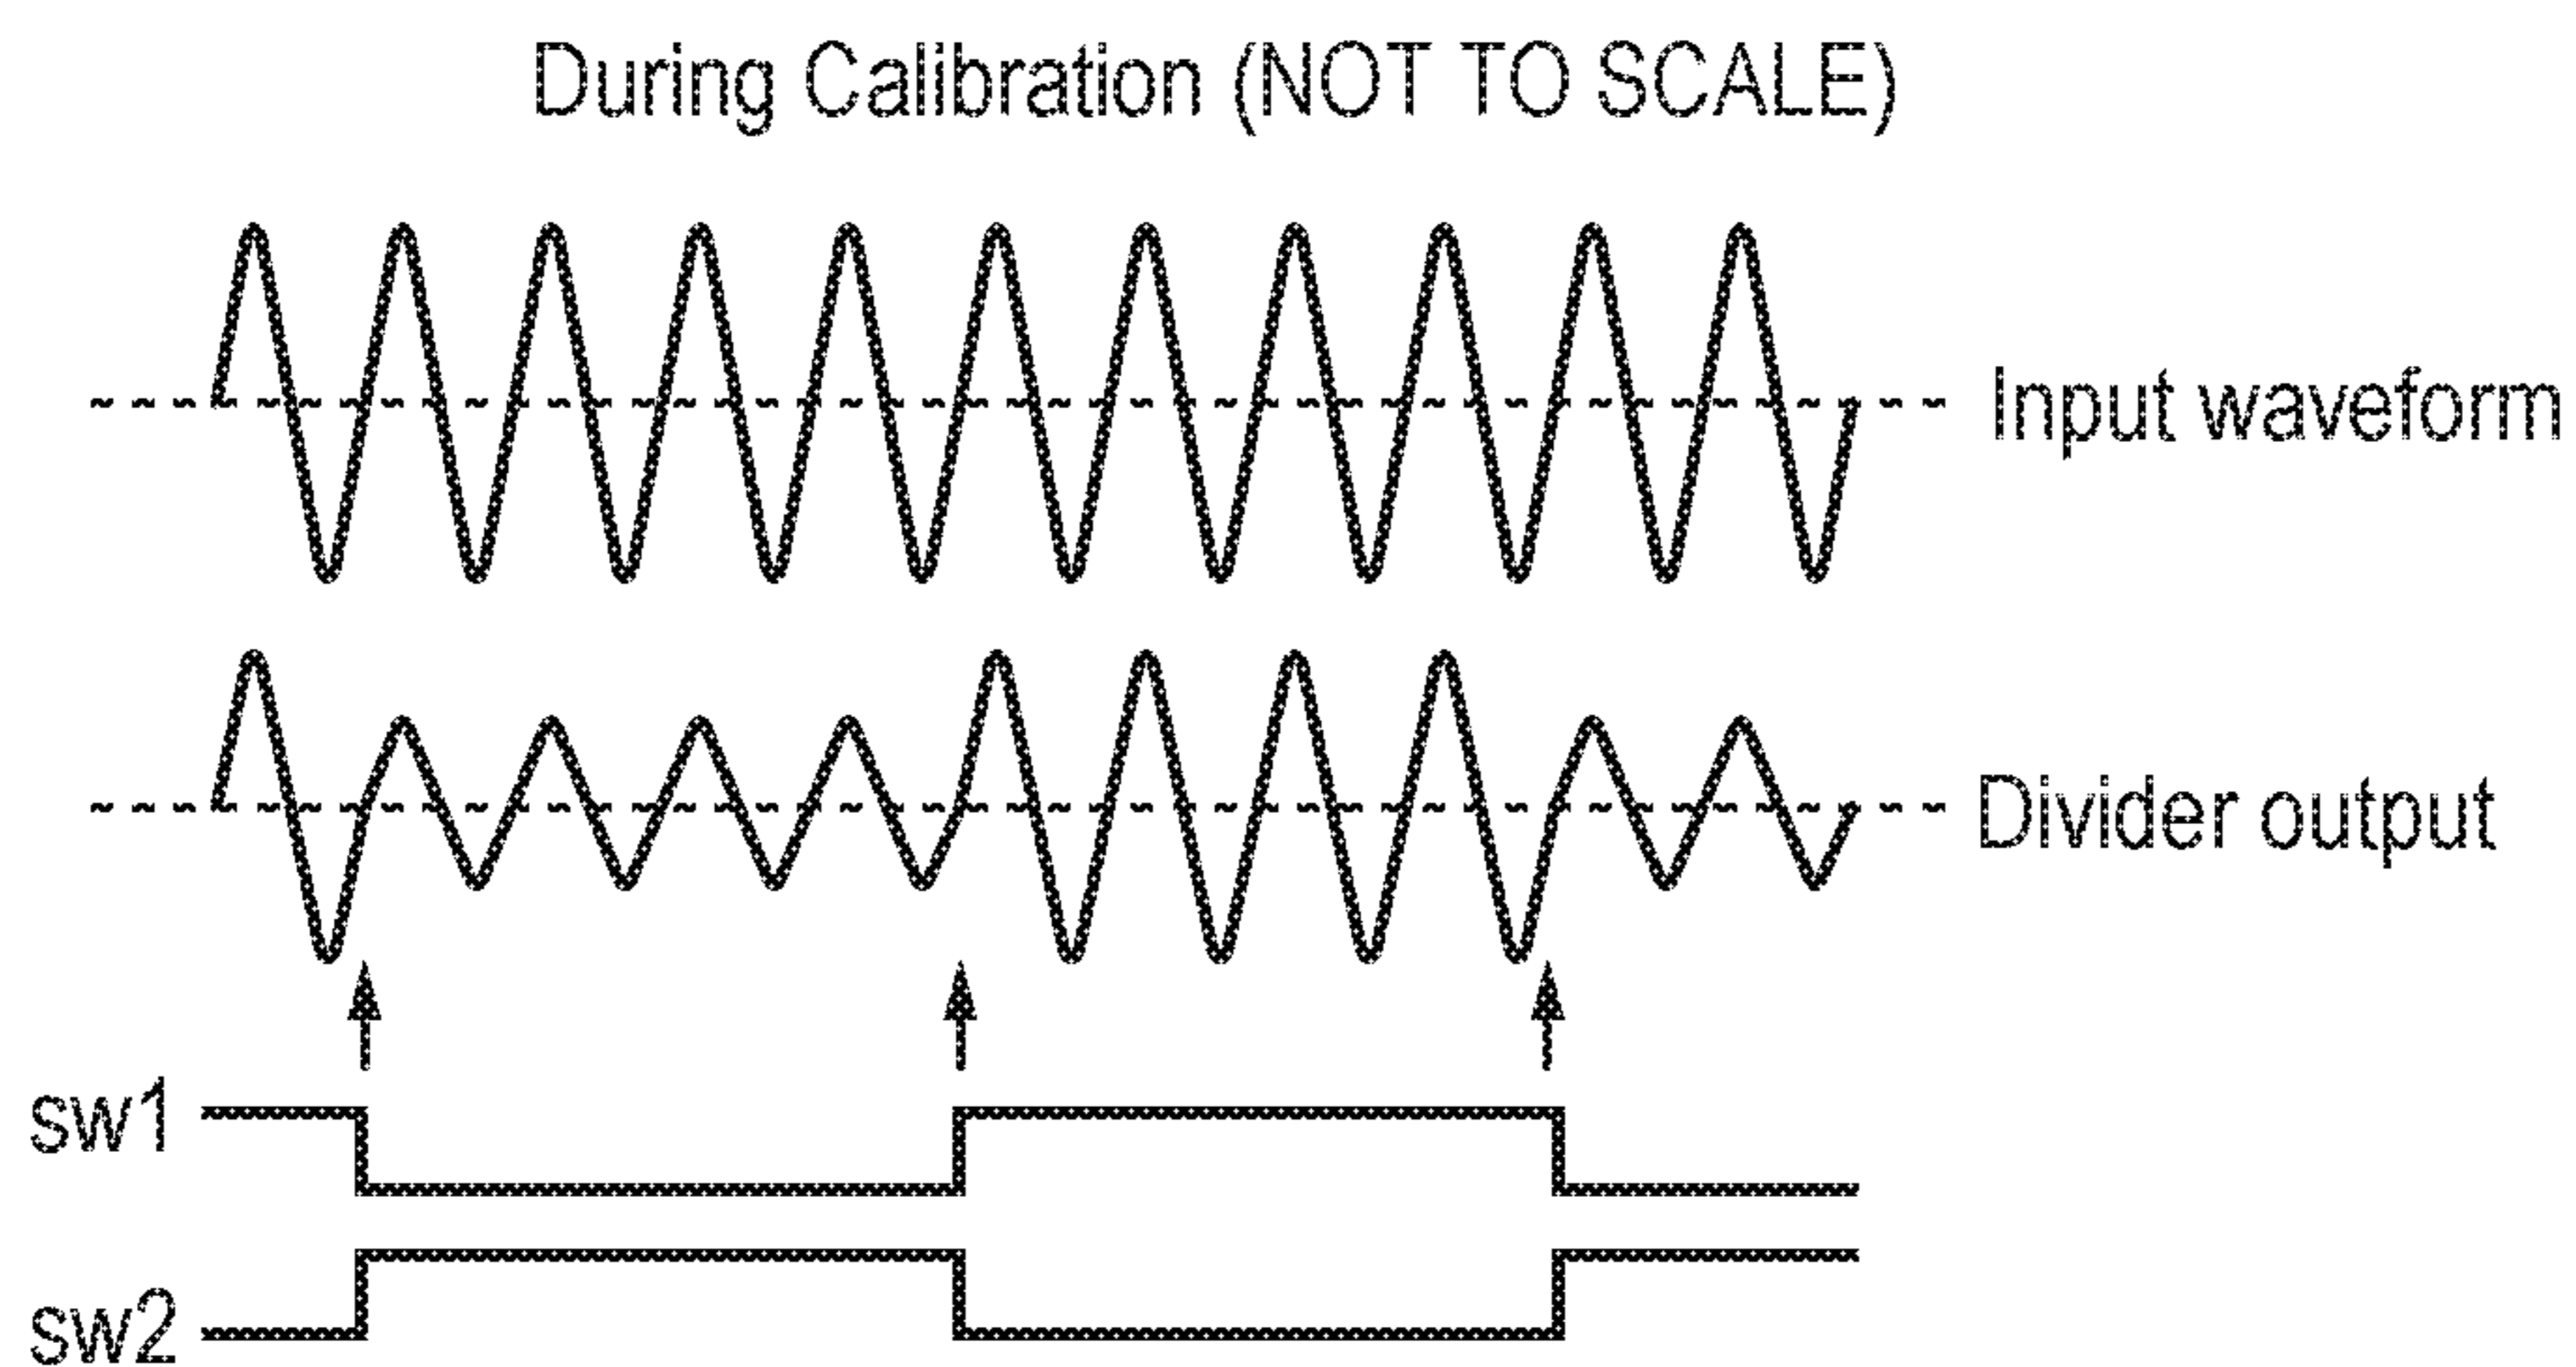 During Calibration (NOT TO SCALE)
Input waveform
Divider output
sw1
sw2